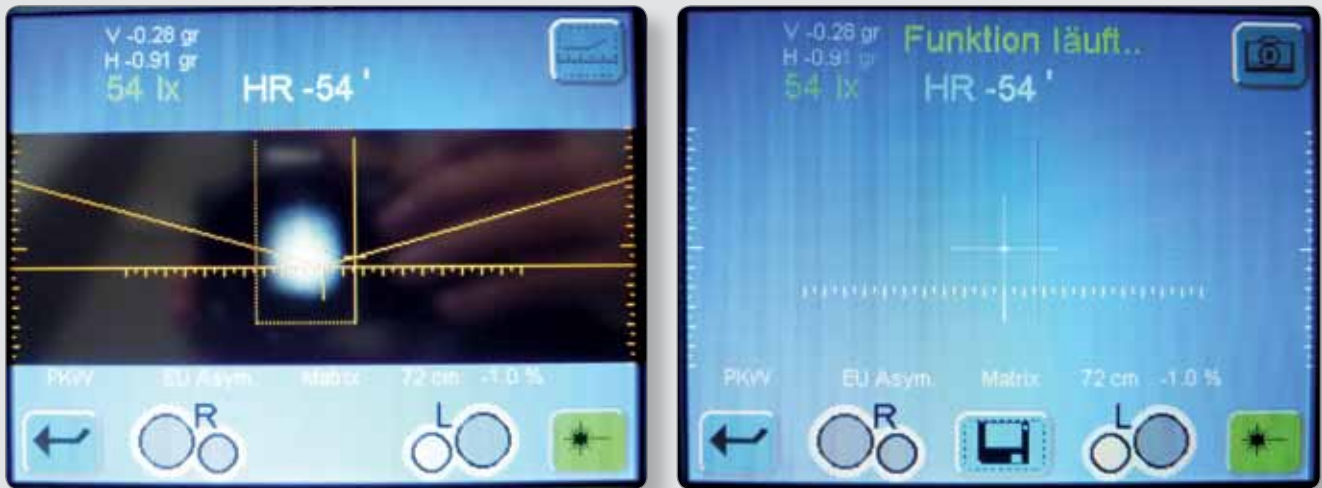 V -0.28 gr
H -0.91 gr
54 lx HR -54 '
PKW EU Asym. Matrix 72 cm -1.0 %
R L
V -0.28 gr Funktion läuft..
H -0.91 gr
54 lx HR -54 '
PKW EU Asym. Matrix 72 cm -1.0 %
R L